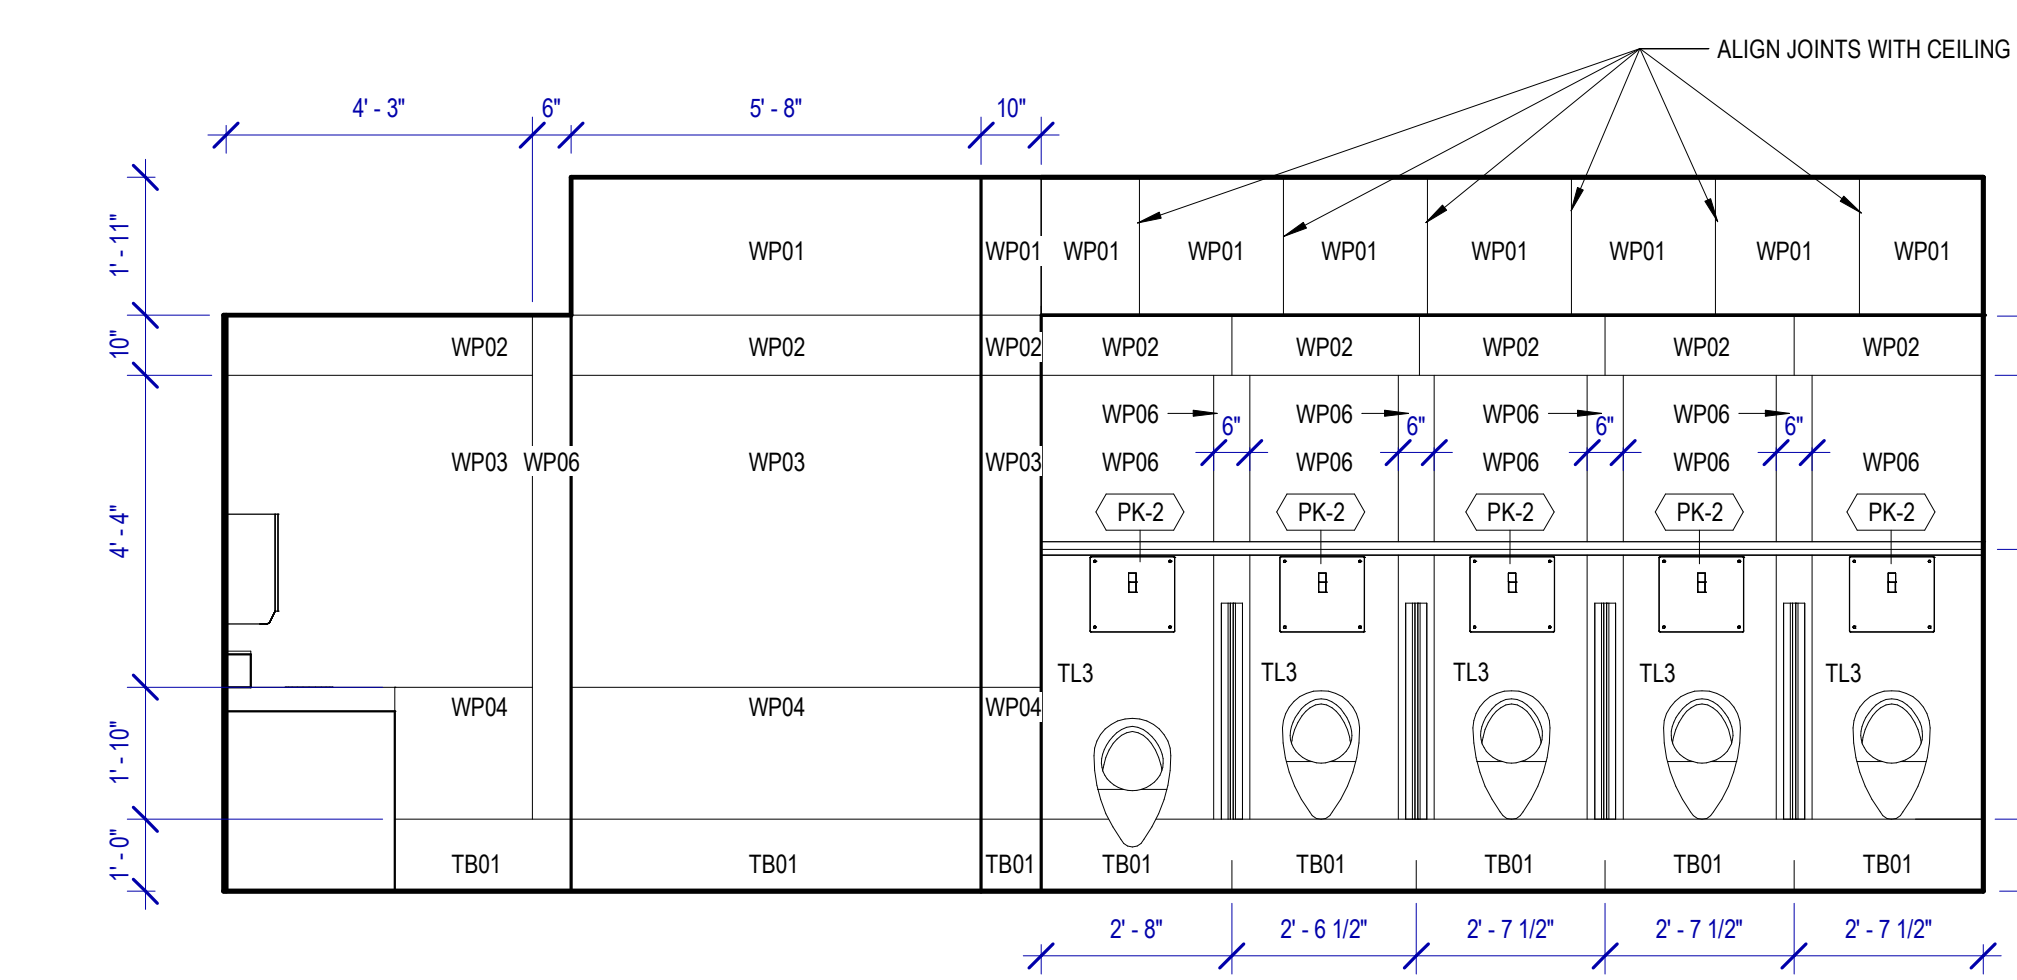 ALIGN JOINTS WITH CEILING
4' - 3" 6" 5' - 8" 10"
1' - 11"
WP01 WP01 WP01 WP01 WP01 WP01 WP01 WP01 WP01
10"
WP02 WP02 WP02 WP02 WP02 WP02 WP02 WP02
WP06 WP06 WP06 WP06
6" 6" 6" 6"
WP03 WP06 WP03 WP03 WP06 WP06 WP06 WP06 WP06
4' - 4"
PK-2 PK-2 PK-2 PK-2 PK-2
TL3 TL3 TL3 TL3 TL3
WP04 WP04 WP04
1' - 10"
1' - 0"
TB01 TB01 TB01 TB01 TB01 TB01 TB01 TB01
2' - 8" 2' - 6 1/2" 2' - 7 1/2" 2' - 7 1/2" 2' - 7 1/2"